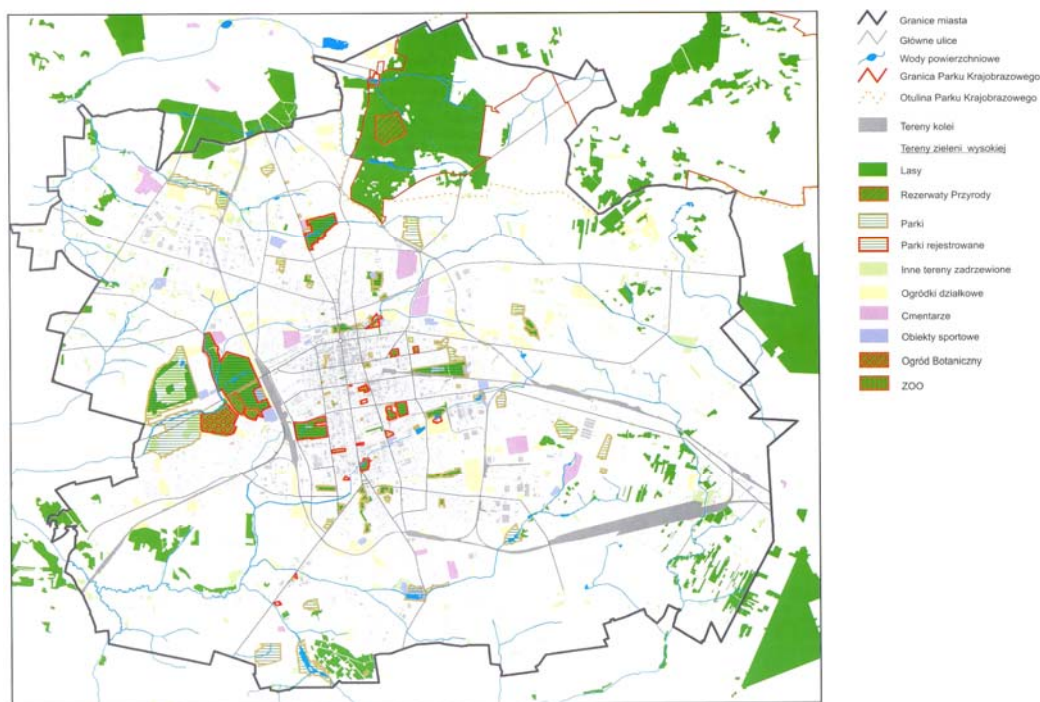 Granice miasta
Główne ulice
Wody powierzchniowe
Granica Parku Krajobrazowego
Otulina Parku Krajobrazowego
Tereny kolei
Tereny zieleni wysokiej
Lasy
Rezerwaty Przyrody
Parki
Parki rejestrowane
Inne tereny zadrzewione
Ogródki działkowe
Cmentarze
Obiekty sportowe
Ogród Botaniczny
ZOO